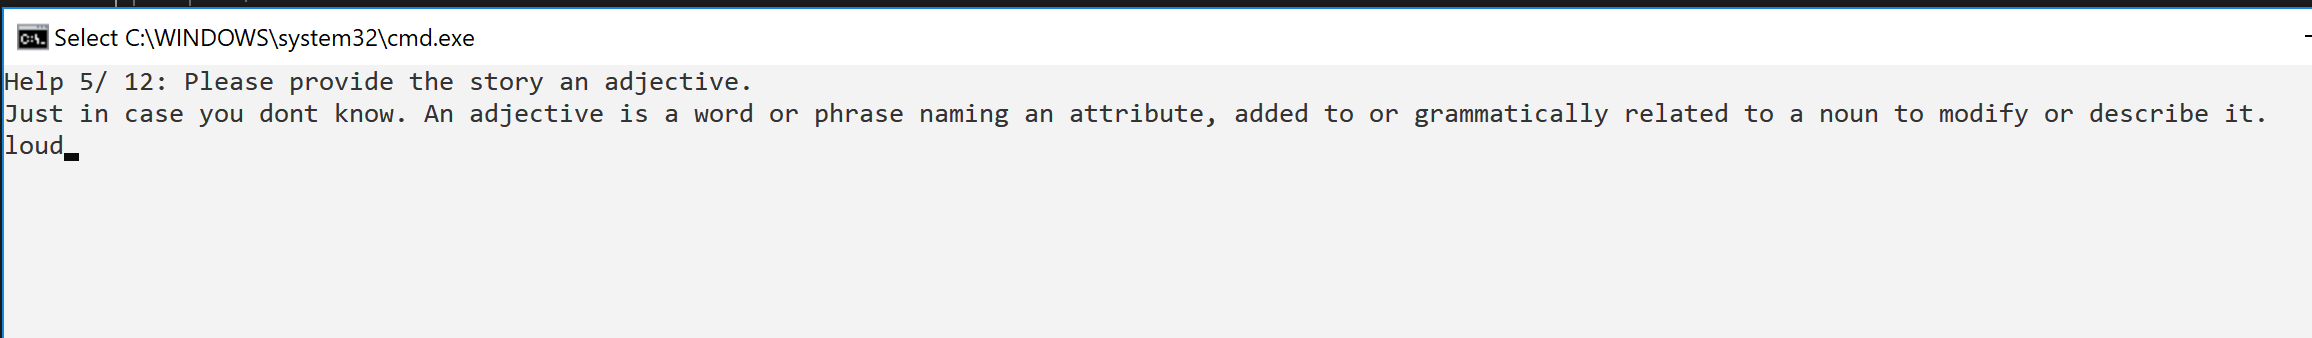 Select C:\WINDOWS\system32\cmd.exe
Help 5/ 12: Please provide the story an adjective.
Just in case you dont know. An adjective is a word or phrase naming an attribute, added to or grammatically related to a noun to modify or describe it.
loud